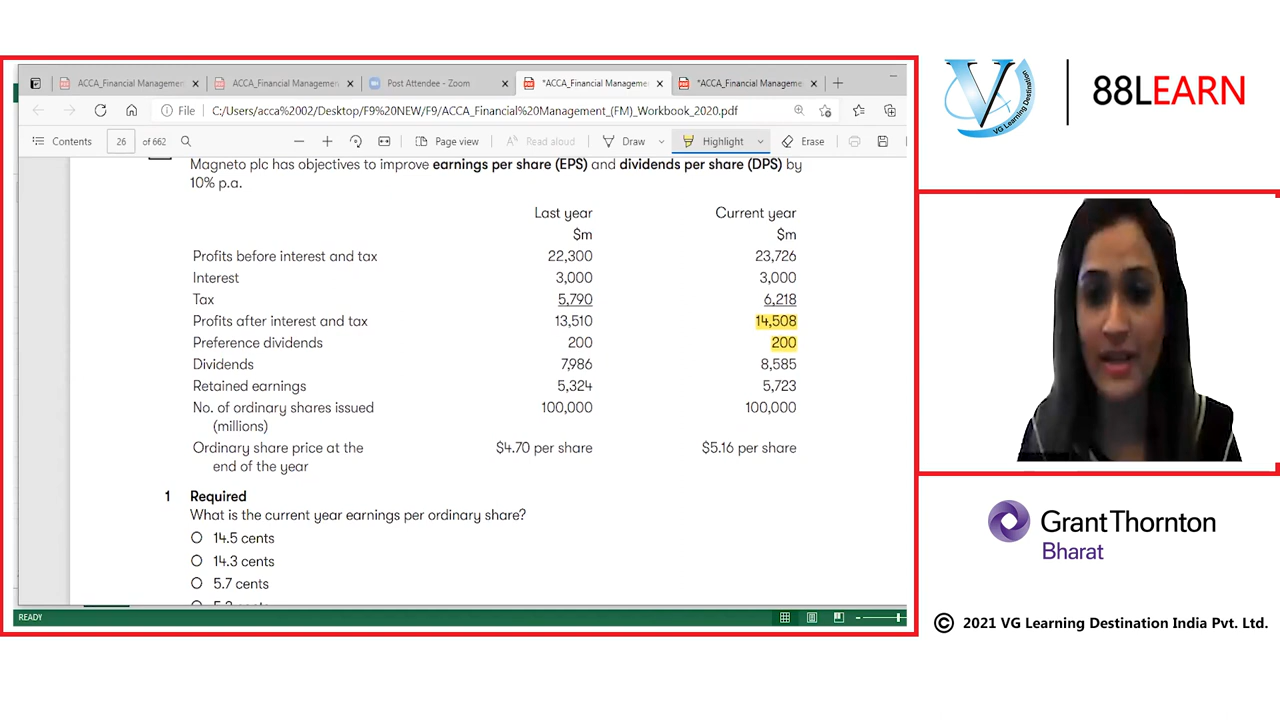 ACCA_Financial Managemen
ACCA_Financial Managemen
Post Attendee - Zoom
*ACCA_Financial Manageme
*ACCA_Financial Manageme
File
C:/Users/acca%2002/Desktop/F9%20NEW/F9/ACCA_Financial%20Management_(FM)_Workbook_2020.pdf
Contents
26
of 662
Page view
Read aloud
Draw
Highlight
Erase
Magneto plc has objectives to improve earnings per share (EPS) and dividends per share (DPS) by
10% p.a.
Last year Current year
$m $m
Profits before interest and tax 22,300 23,726
Interest 3,000 3,000
Tax 5,790 6,218
Profits after interest and tax 13,510 14,508
Preference dividends 200 200
Dividends 7,986 8,585
Retained earnings 5,324 5,723
No. of ordinary shares issued 100,000 100,000
(millions)
Ordinary share price at the $4.70 per share $5.16 per share
end of the year
1 Required
What is the current year earnings per ordinary share?
14.5 cents
14.3 cents
5.7 cents
READY
V
VG Learning Destination
88LEARN
Grant Thornton
Bharat
© 2021 VG Learning Destination India Pvt. Ltd.